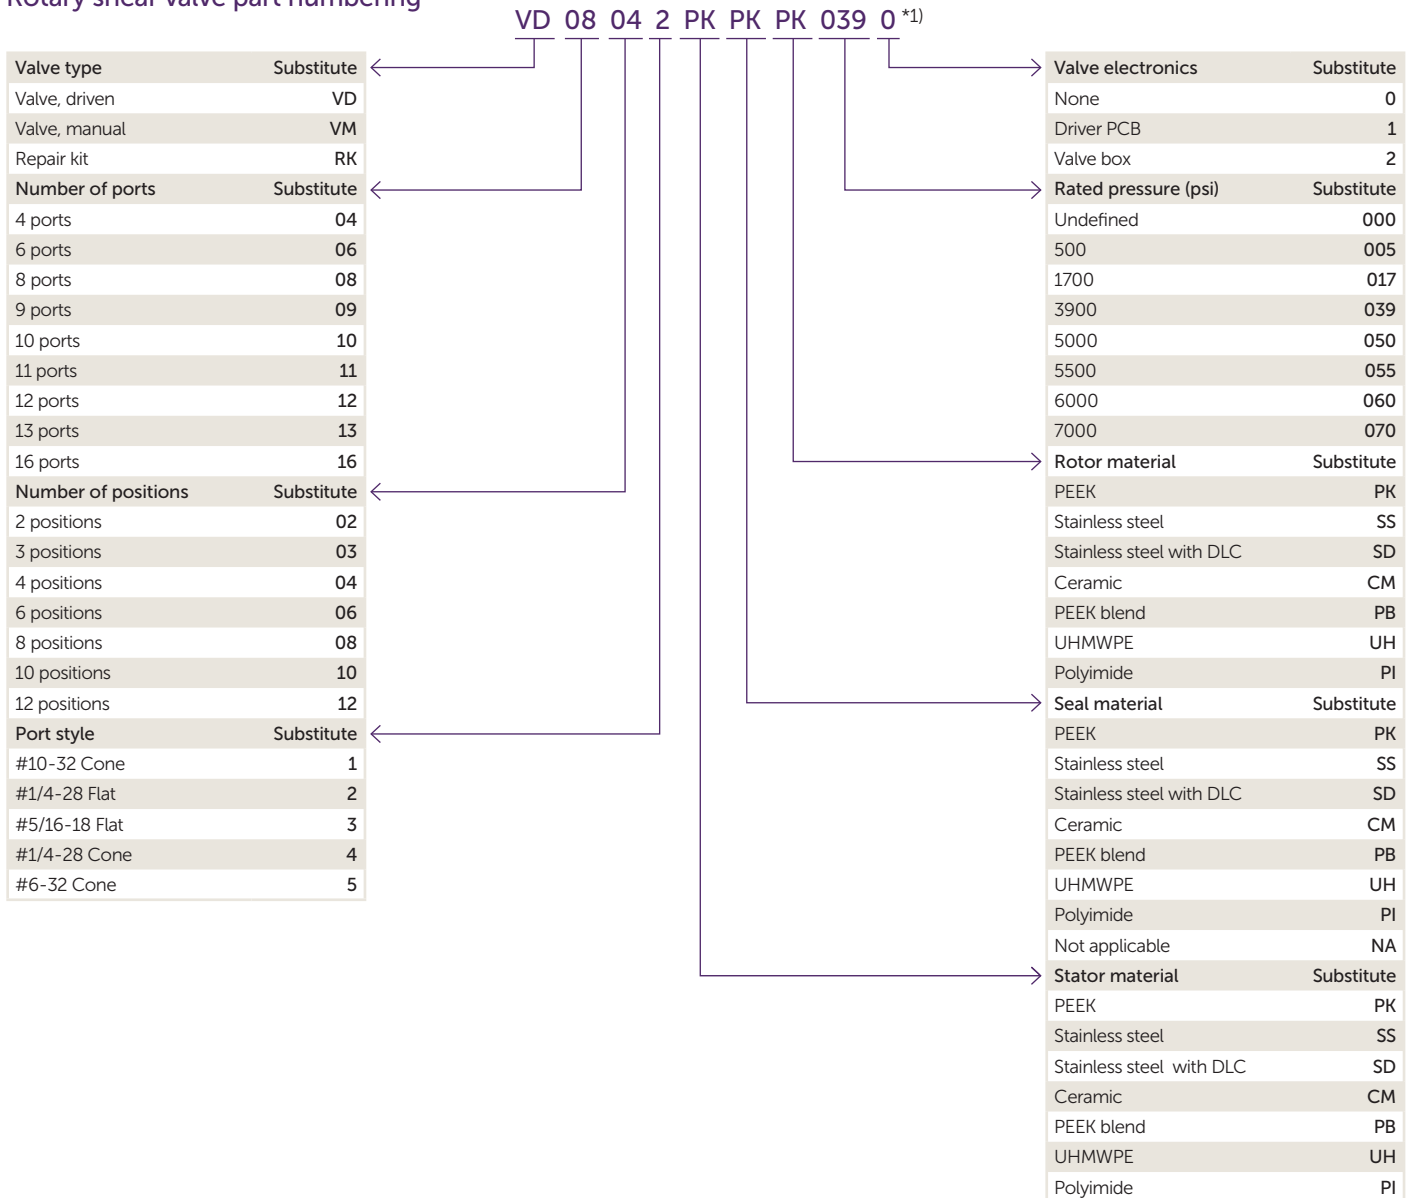 Rotary shear valve part numbering
VD 08 04 2 PK PK PK 039 0 *1)
Valve type Substitute
Valve, driven VD
Valve, manual VM
Repair kit RK
Number of ports Substitute
4 ports 04
6 ports 06
8 ports 08
9 ports 09
10 ports 10
11 ports 11
12 ports 12
13 ports 13
16 ports 16
Number of positions Substitute
2 positions 02
3 positions 03
4 positions 04
6 positions 06
8 positions 08
10 positions 10
12 positions 12
Port style Substitute
#10-32 Cone 1
#1/4-28 Flat 2
#5/16-18 Flat 3
#1/4-28 Cone 4
#6-32 Cone 5
Valve electronics Substitute
None 0
Driver PCB 1
Valve box 2
Rated pressure (psi) Substitute
Undefined 000
500 005
1700 017
3900 039
5000 050
5500 055
6000 060
7000 070
Rotor material Substitute
PEEK PK
Stainless steel SS
Stainless steel with DLC SD
Ceramic CM
PEEK blend PB
UHMWPE UH
Polyimide PI
Seal material Substitute
PEEK PK
Stainless steel SS
Stainless steel with DLC SD
Ceramic CM
PEEK blend PB
UHMWPE UH
Polyimide PI
Not applicable NA
Stator material Substitute
PEEK PK
Stainless steel SS
Stainless steel with DLC SD
Ceramic CM
PEEK blend PB
UHMWPE UH
Polyimide PI